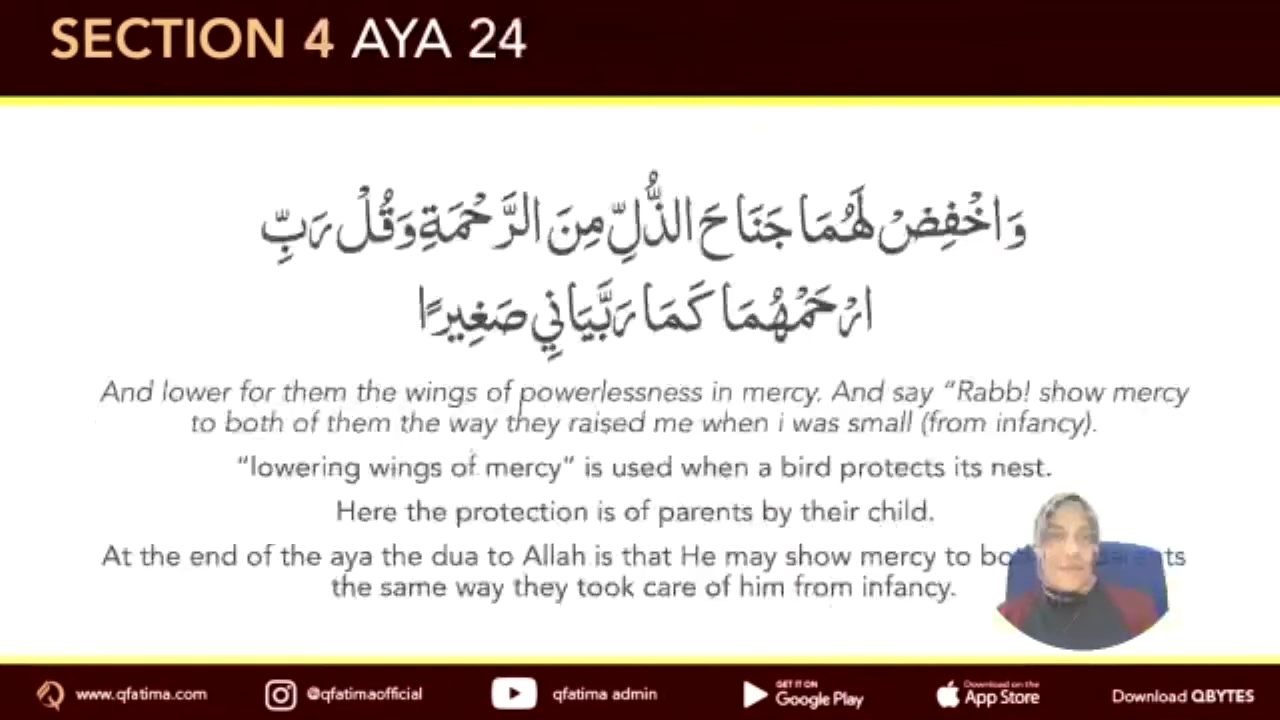 SECTION 4 AYA 24
وَاخْفِضْ لَهُمَا جَنَاحَ الذُّلِّ مِنَ الرَّحْمَةِ وَقُلْ رَبِّ
ارْحَمْهُمَا كَمَا رَبَّيَانِي صَغِيرًا
And lower for them the wings of powerlessness in mercy. And say “Rabb! show mercy
to both of them the way they raised me when i was small (from infancy).
“lowering wings of mercy” is used when a bird protects its nest.
Here the protection is of parents by their child.
At the end of the aya the dua to Allah is that He may show mercy to
the same way they took care of him from infancy.
www.qfatima.com
@qfatimaofficial
qfatima admin
GET IT ON
Google Play
Download on the
App Store
Download QBYTES